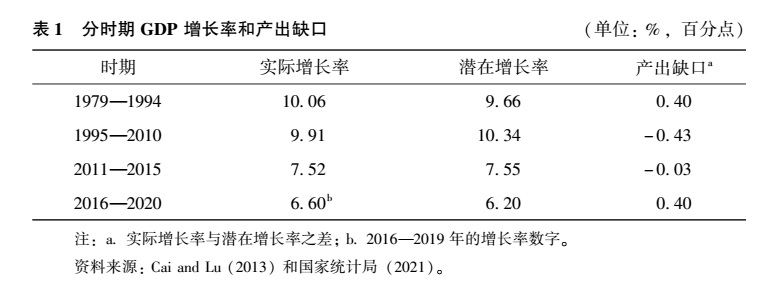 表 1 分时期 GDP 增长率和产出缺口 (单位: %, 百分点)
时期 实际增长率 潜在增长率 产出缺口a
1979—1994 10.06 9.66 0.40
1995—2010 9.91 10.34 -0.43
2011—2015 7.52 7.55 -0.03
2016—2020 6.60b 6.20 0.40
注: a. 实际增长率与潜在增长率之差; b. 2016—2019 年的增长率数字。
资料来源: Cai and Lu (2013) 和国家统计局 (2021)。